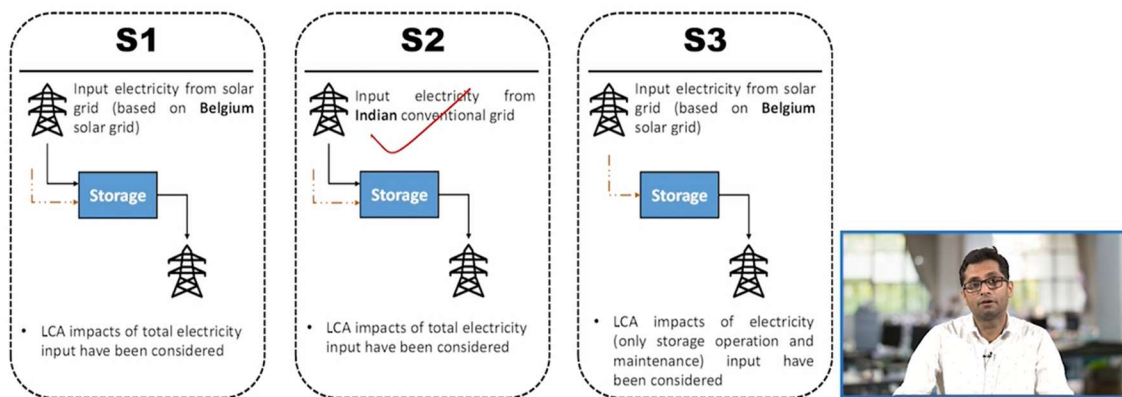 S1
Input electricity from solar
grid (based on Belgium
solar grid)
Storage
• LCA impacts of total electricity
input have been considered
S2
Input electricity from
Indian conventional grid
Storage
• LCA impacts of total electricity
input have been considered
S3
Input electricity from solar
grid (based on Belgium
solar grid)
Storage
• LCA impacts of electricity
(only storage operation and
maintenance) input have
been considered